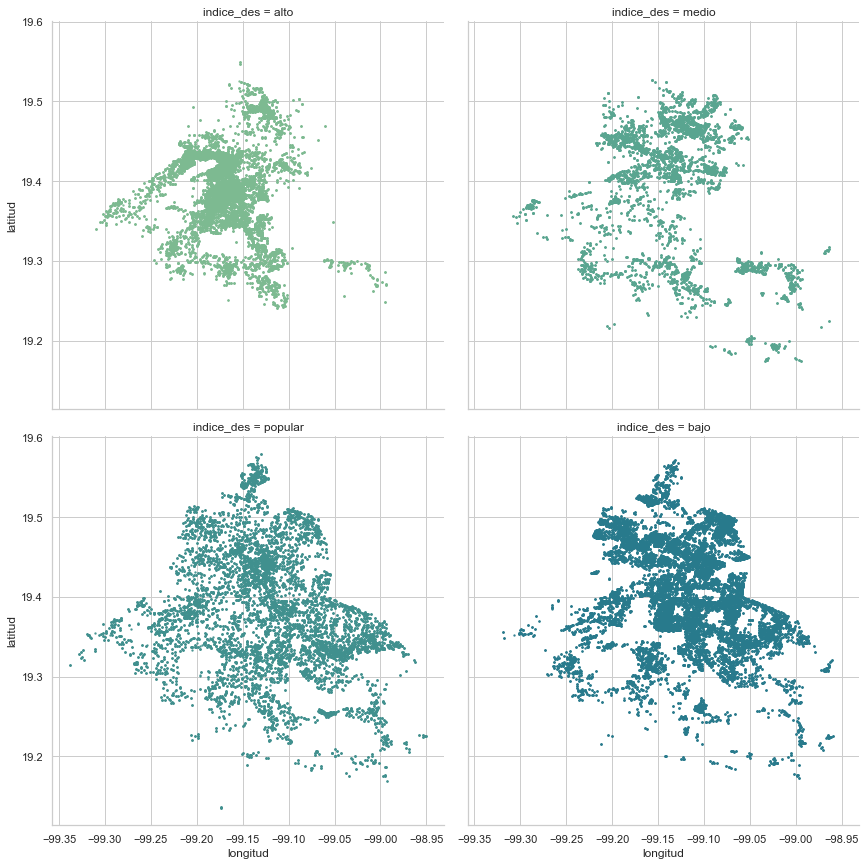 indice_des = alto
indice_des = medio
19.6
19.5
19.4
19.3
19.2
latitud
indice_des = popular
indice_des = bajo
19.6
19.5
19.4
19.3
19.2
latitud
−99.35 −99.30 −99.25 −99.20 −99.15 −99.10 −99.05 −99.00 −98.95
−99.35 −99.30 −99.25 −99.20 −99.15 −99.10 −99.05 −99.00 −98.95
longitud
longitud